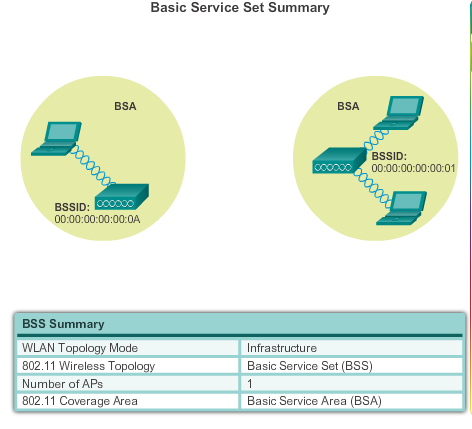 Basic Service Set Summary
BSA
BSSID:
00:00:00:00:00:0A
BSA
BSSID:
00:00:00:00:00:01
BSS Summary
WLAN Topology Mode Infrastructure
802.11 Wireless Topology Basic Service Set (BSS)
Number of APs 1
802.11 Coverage Area Basic Service Area (BSA)